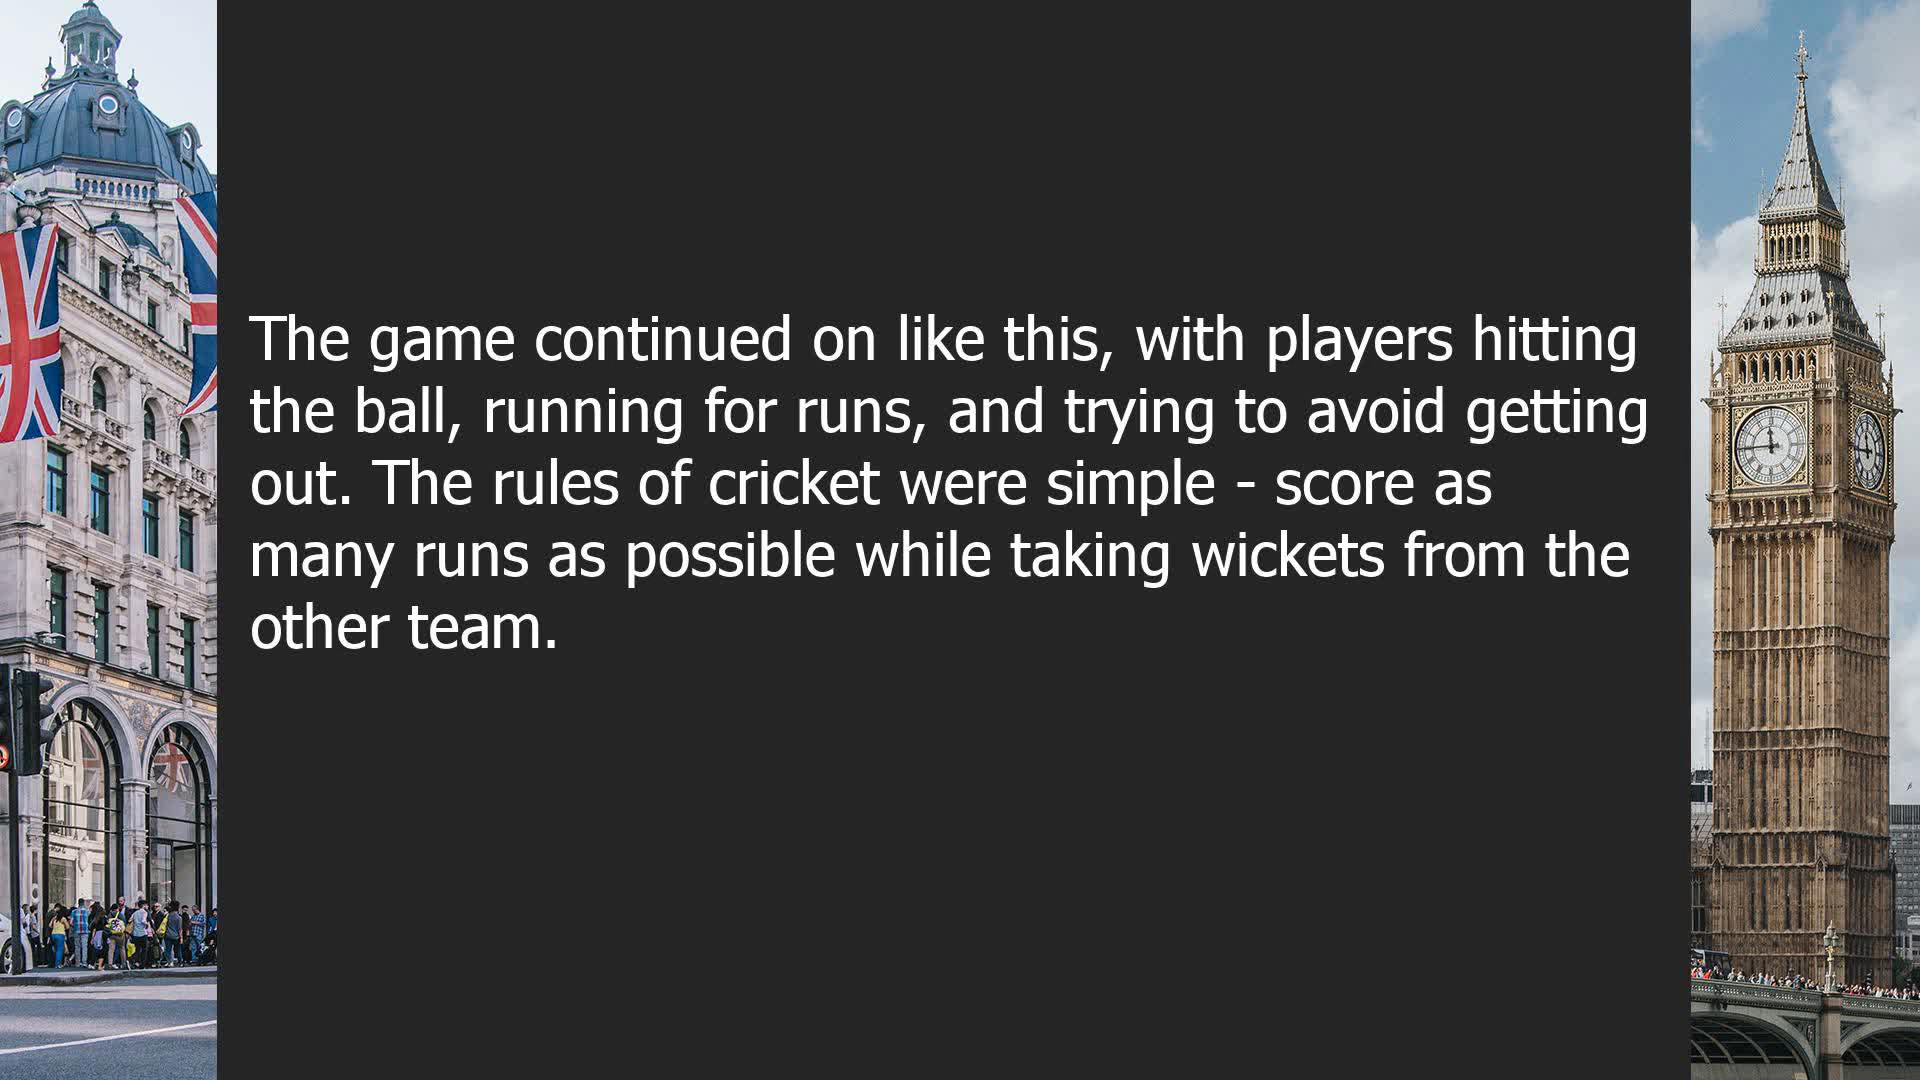 The game continued on like this, with players hitting
the ball, running for runs, and trying to avoid getting
out. The rules of cricket were simple - score as
many runs as possible while taking wickets from the
other team.